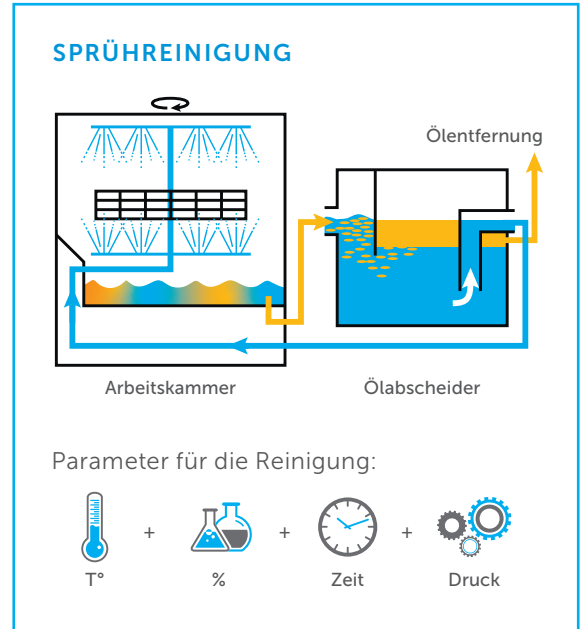 SPRÜHREINIGUNG
Ölentfernung
Arbeitskammer
Ölabscheider
Parameter für die Reinigung:
+ + +
T° % Zeit Druck